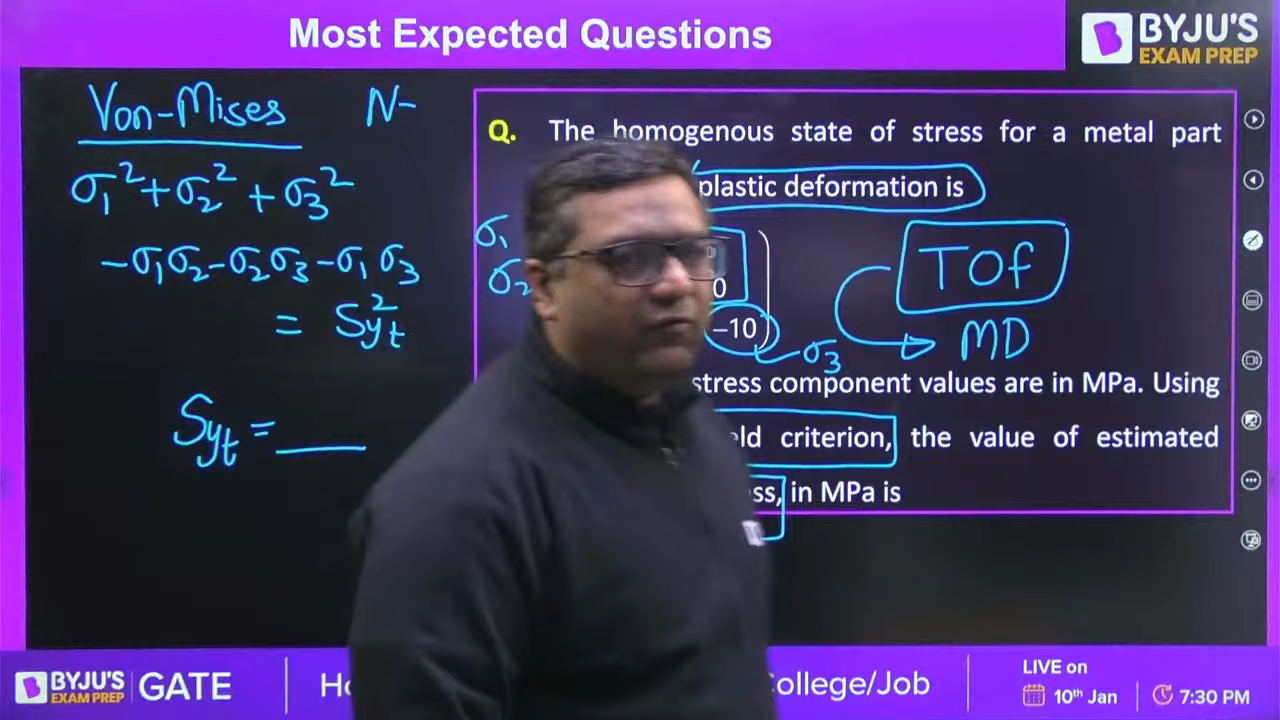 Most Expected Questions
BYJU'S
EXAM PREP
Von-Mises N-
σ₁² + σ₂² + σ₃²
-σ₁σ₂-σ₂σ₃-σ₁σ₃
= Syt²
Syt = ___
Q. The homogenous state of stress for a metal part
plastic deformation is
σ₁
σ₂
0
-10
σ₃
TOf
MD
stress component values are in MPa. Using
criterion, the value of estimated
in MPa is
BYJU'S
EXAM PREP
GATE
College/Job
LIVE on
10th Jan
7:30 PM